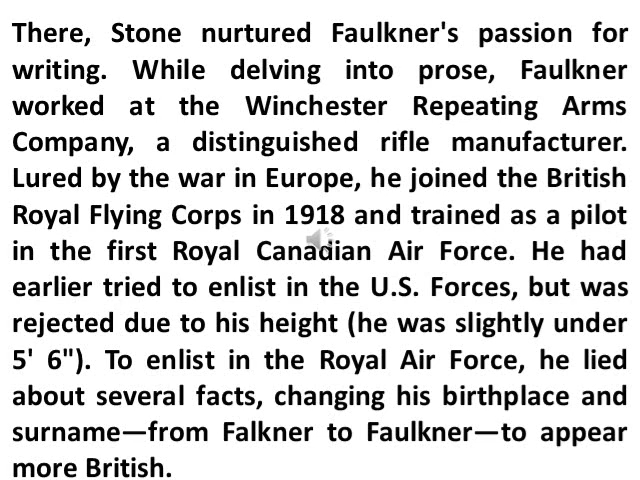 There, Stone nurtured Faulkner's passion for
writing. While delving into prose, Faulkner
worked at the Winchester Repeating Arms
Company, a distinguished rifle manufacturer.
Lured by the war in Europe, he joined the British
Royal Flying Corps in 1918 and trained as a pilot
in the first Royal Canadian Air Force. He had
earlier tried to enlist in the U.S. Forces, but was
rejected due to his height (he was slightly under
5' 6"). To enlist in the Royal Air Force, he lied
about several facts, changing his birthplace and
surname—from Falkner to Faulkner—to appear
more British.